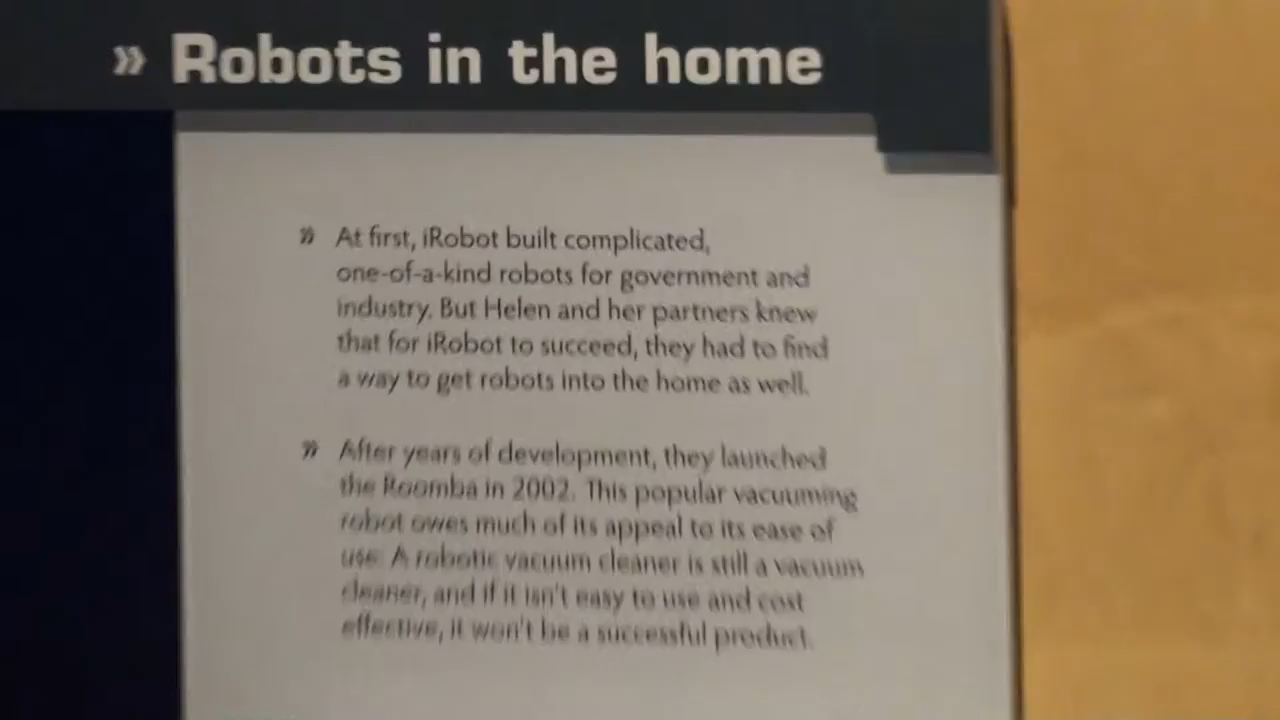 » Robots in the home
» At first, iRobot built complicated,
one-of-a-kind robots for government and
industry. But Helen and her partners knew
that for iRobot to succeed, they had to find
a way to get robots into the home as well.
» After years of development, they launched
the Roomba in 2002. This popular vacuuming
robot owes much of its appeal to its ease of
use. A robotic vacuum cleaner is still a vacuum
cleaner, and if it isn't easy to use and cost
effective, it won't be a successful product.